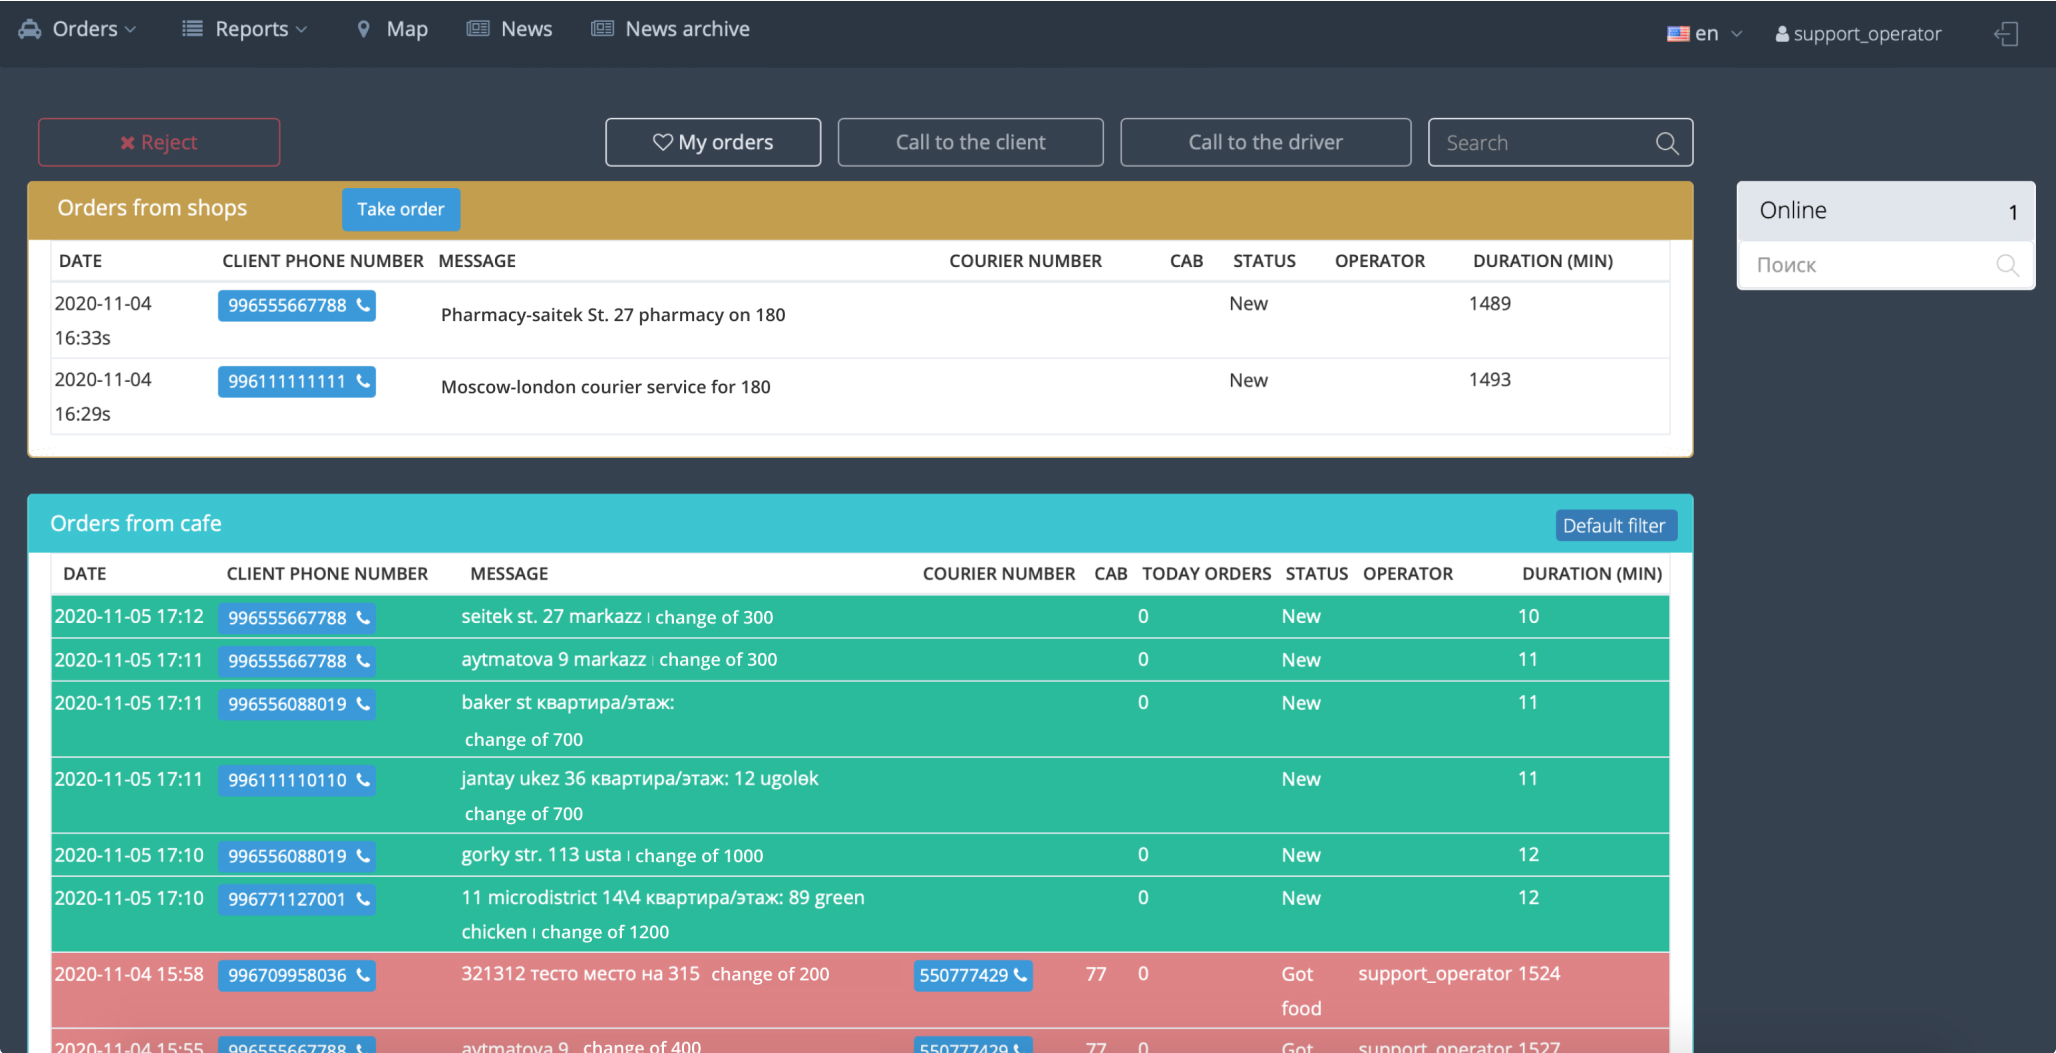 Orders Reports Map News News archive en support_operator
Reject My orders Call to the client Call to the driver Search
Orders from shops Take order
DATE CLIENT PHONE NUMBER MESSAGE COURIER NUMBER CAB STATUS OPERATOR DURATION (MIN)
2020-11-04 996555667788 Pharmacy-saitek St. 27 pharmacy on 180 New 1489
16:33s
2020-11-04 996111111111 Moscow-london courier service for 180 New 1493
16:29s
Online 1
Поиск
Orders from cafe Default filter
DATE CLIENT PHONE NUMBER MESSAGE COURIER NUMBER CAB TODAY ORDERS STATUS OPERATOR DURATION (MIN)
2020-11-05 17:12 996555667788 seitek st. 27 markazz | change of 300 0 New 10
2020-11-05 17:11 996555667788 aytmatova 9 markazz | change of 300 0 New 11
2020-11-05 17:11 996556088019 baker st квартира/этаж: 0 New 11
change of 700
2020-11-05 17:11 996111110110 jantay ukez 36 квартира/этаж: 12 ugolөk New 11
change of 700
2020-11-05 17:10 996556088019 gorky str. 113 usta | change of 1000 0 New 12
2020-11-05 17:10 996771127001 11 microdistrict 14\4 квартира/этаж: 89 green 0 New 12
chicken | change of 1200
2020-11-04 15:58 996709958036 321312 тесто место на 315 change of 200 550777429 77 0 Got support_operator 1524
food
2020-11-04 15:55 996555667788 aytmatova 9 change of 400 550777429 77 0 Got support_operator 1527